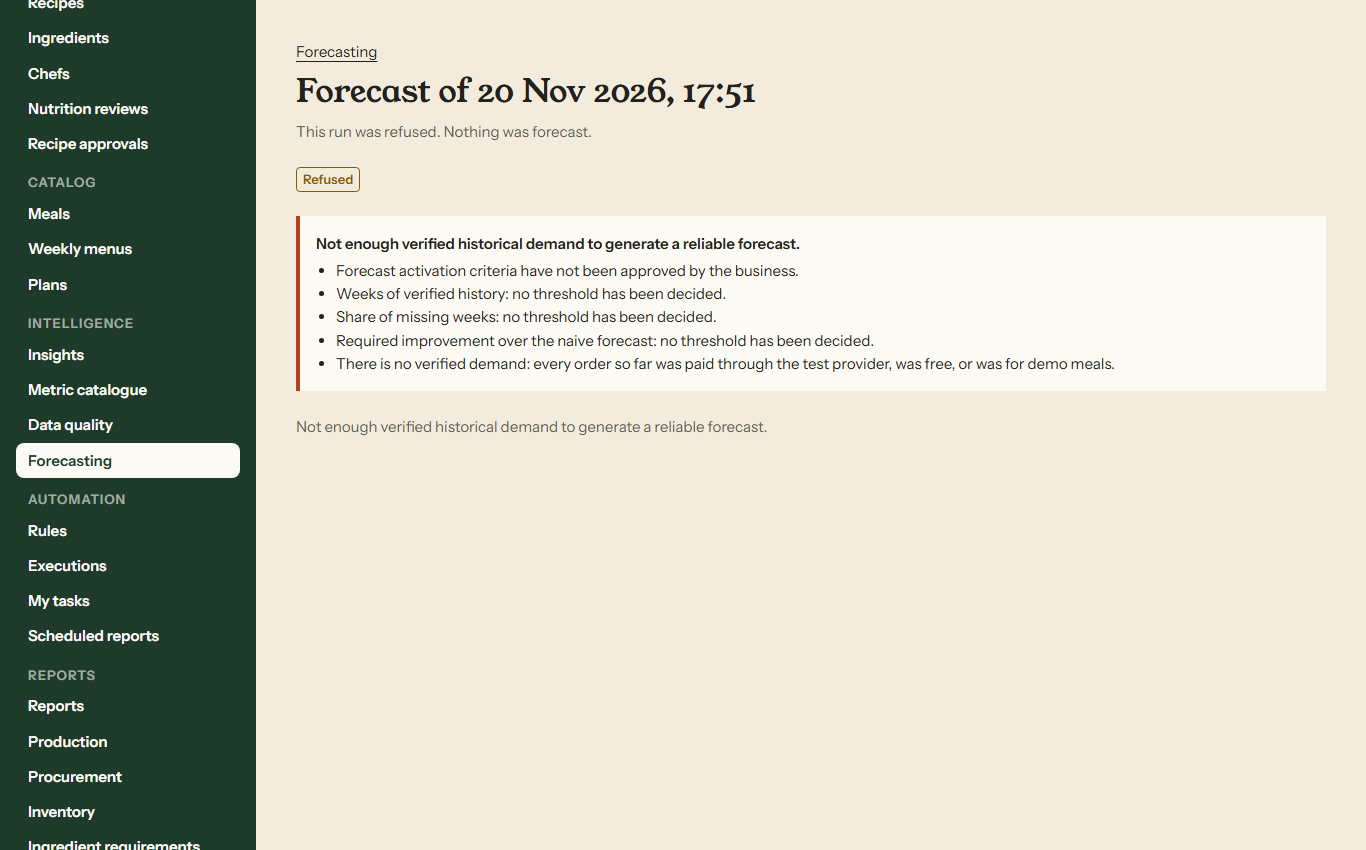 Recipes
Ingredients
Chefs
Nutrition reviews
Recipe approvals
CATALOG
Meals
Weekly menus
Plans
INTELLIGENCE
Insights
Metric catalogue
Data quality
Forecasting
AUTOMATION
Rules
Executions
My tasks
Scheduled reports
REPORTS
Reports
Production
Procurement
Inventory
Ingredient requirements
Forecasting
Forecast of 20 Nov 2026, 17:51
This run was refused. Nothing was forecast.
Refused
Not enough verified historical demand to generate a reliable forecast.
• Forecast activation criteria have not been approved by the business.
• Weeks of verified history: no threshold has been decided.
• Share of missing weeks: no threshold has been decided.
• Required improvement over the naive forecast: no threshold has been decided.
• There is no verified demand: every order so far was paid through the test provider, was free, or was for demo meals.
Not enough verified historical demand to generate a reliable forecast.